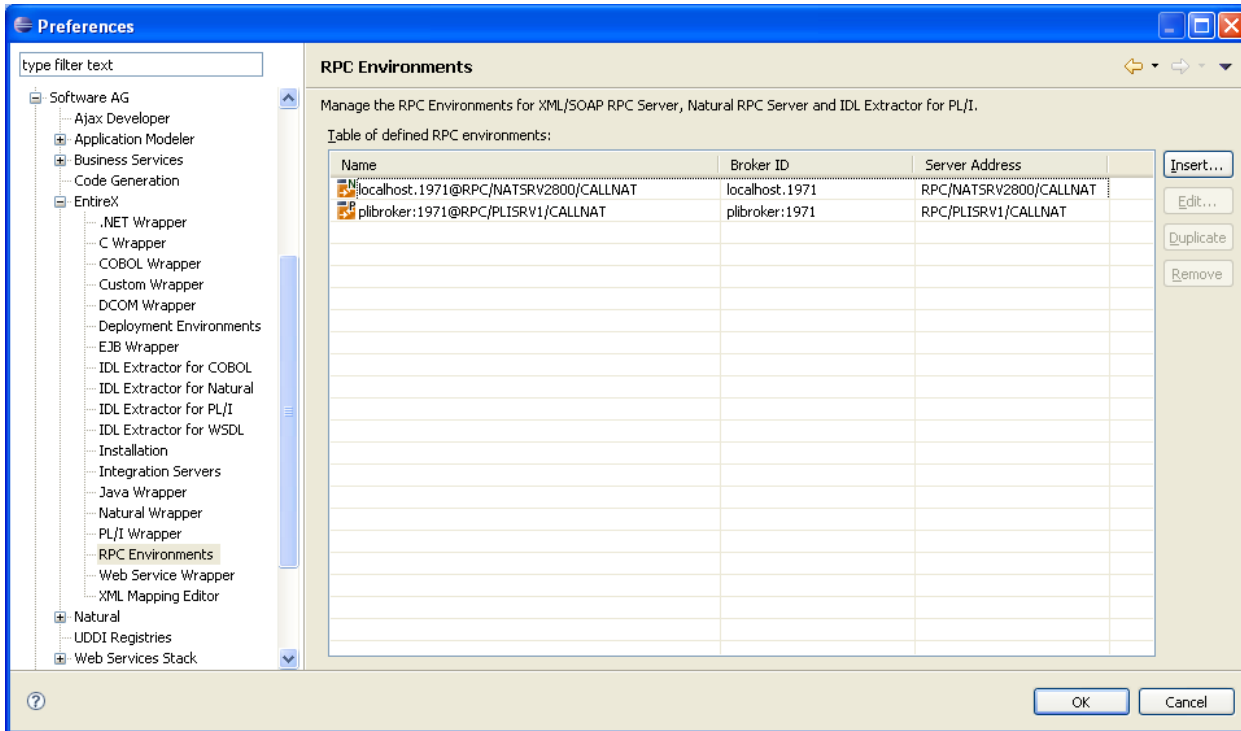 Preferences
type filter text
Software AG
Ajax Developer
Application Modeler
Business Services
Code Generation
EntireX
.NET Wrapper
C Wrapper
COBOL Wrapper
Custom Wrapper
DCOM Wrapper
Deployment Environments
EJB Wrapper
IDL Extractor for COBOL
IDL Extractor for Natural
IDL Extractor for PL/I
IDL Extractor for WSDL
Installation
Integration Servers
Java Wrapper
Natural Wrapper
PL/I Wrapper
RPC Environments
Web Service Wrapper
XML Mapping Editor
Natural
UDDI Registries
Web Services Stack
RPC Environments
Manage the RPC Environments for XML/SOAP RPC Server, Natural RPC Server and IDL Extractor for PL/I.
Table of defined RPC environments:
Name Broker ID Server Address
N localhost.1971@RPC/NATSRV2800/CALLNAT localhost.1971 RPC/NATSRV2800/CALLNAT
P plibroker:1971@RPC/PLISRV1/CALLNAT plibroker:1971 RPC/PLISRV1/CALLNAT
Insert...
Edit...
Duplicate
Remove
?
OK Cancel